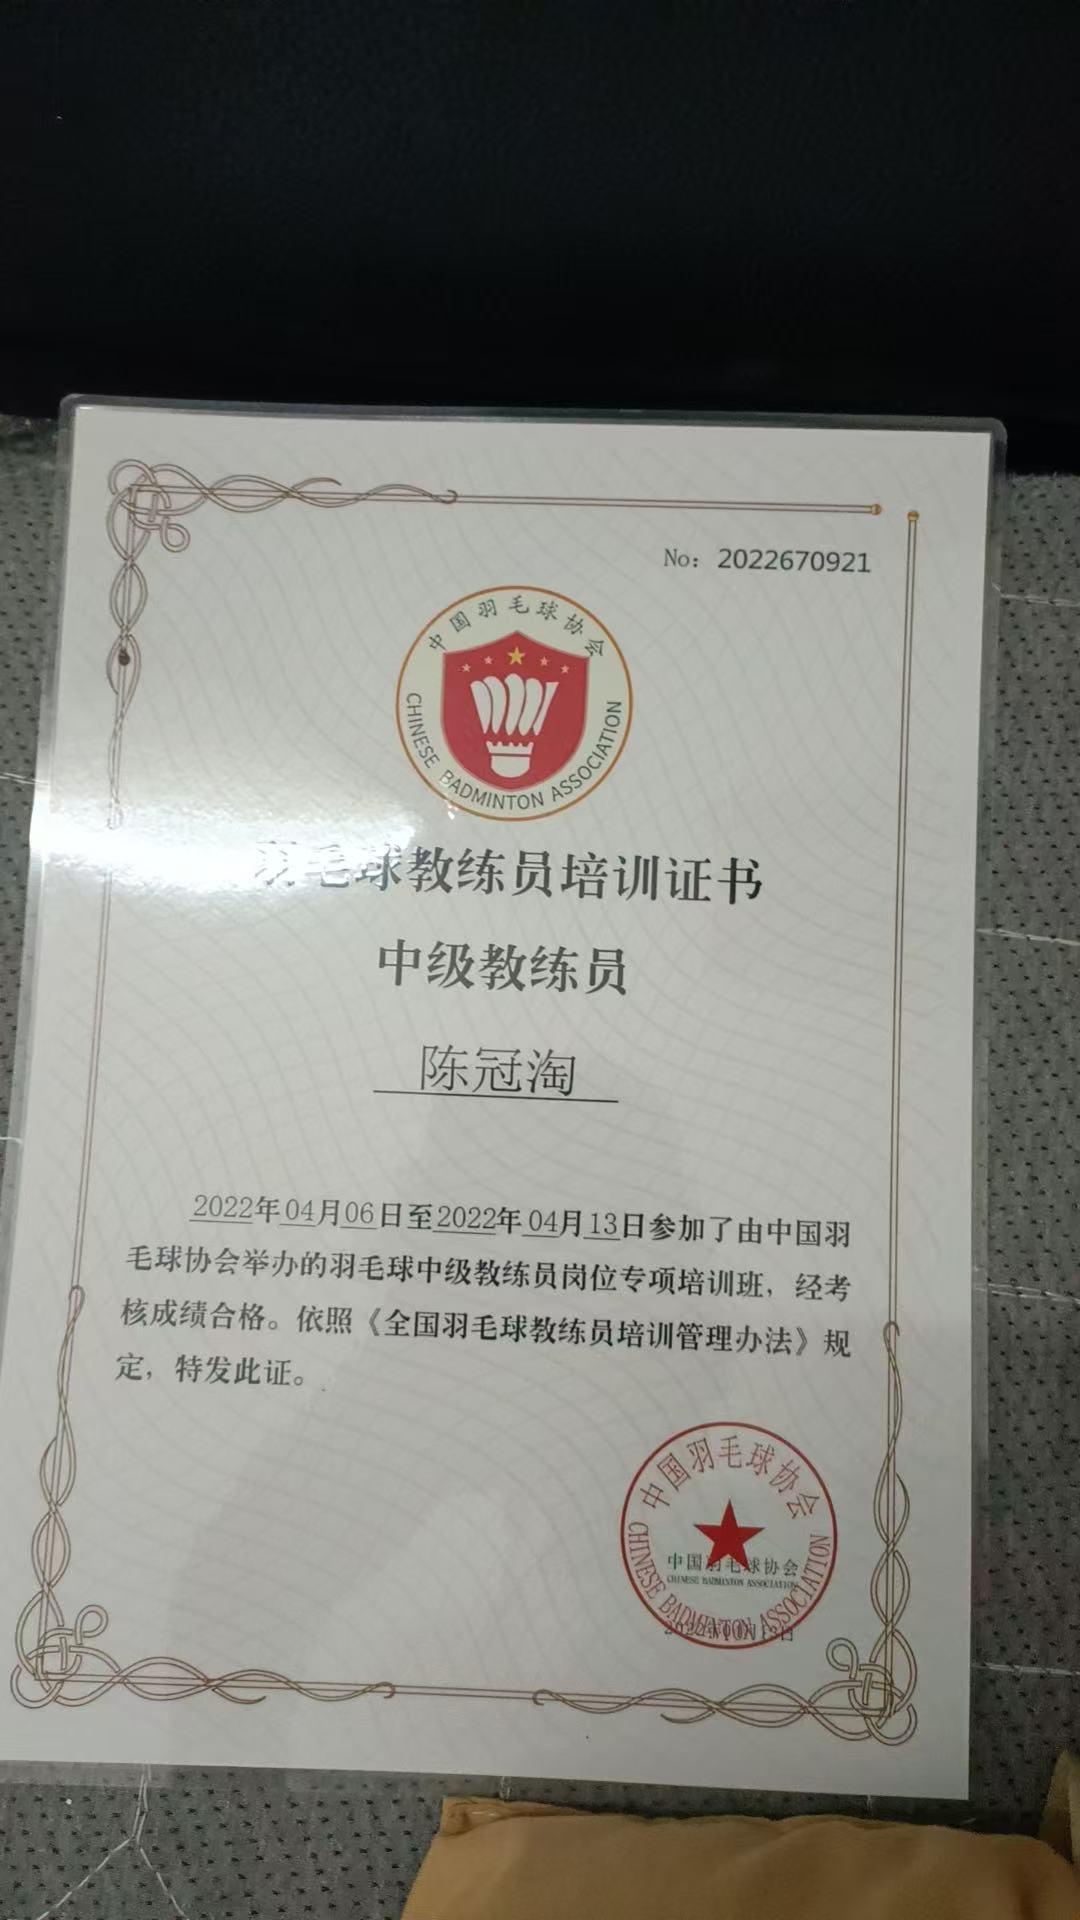 No: 2022670921
中国羽毛球协会
CHINESE BADMINTON ASSOCIATION
羽毛球教练员培训证书
中级教练员
陈冠淘
2022年04月06日至2022年04月13日参加了由中国羽
毛球协会举办的羽毛球中级教练员岗位专项培训班，经考
核成绩合格。依照《全国羽毛球教练员培训管理办法》规
定，特发此证。
中国羽毛球协会
中国羽毛球协会
CHINESE BADMINTON ASSOCIATION
CHINESE BADMINTON ASSOCIATION